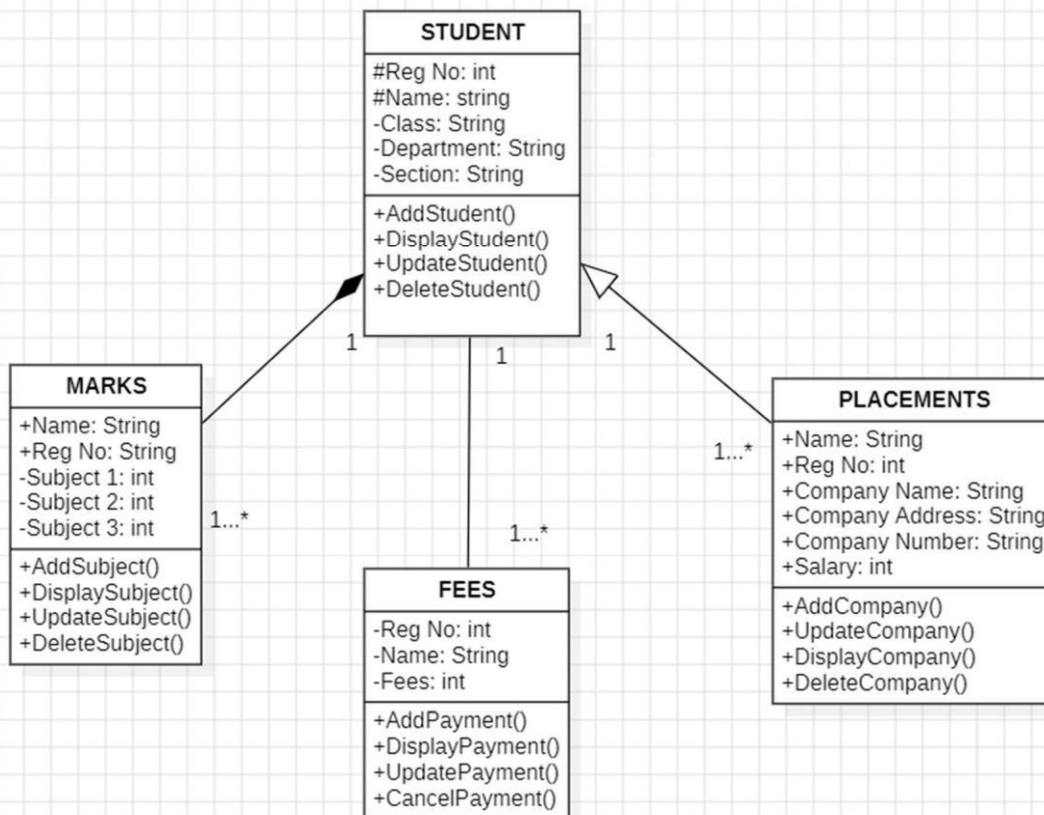 STUDENT
#Reg No: int
#Name: string
-Class: String
-Department: String
-Section: String
+AddStudent()
+DisplayStudent()
+UpdateStudent()
+DeleteStudent()
1
1
1
MARKS
+Name: String
+Reg No: String
-Subject 1: int
-Subject 2: int
-Subject 3: int
+AddSubject()
+DisplaySubject()
+UpdateSubject()
+DeleteSubject()
1...*
1...*
FEES
-Reg No: int
-Name: String
-Fees: int
+AddPayment()
+DisplayPayment()
+UpdatePayment()
+CancelPayment()
1...*
PLACEMENTS
+Name: String
+Reg No: int
+Company Name: String
+Company Address: String
+Company Number: String
+Salary: int
+AddCompany()
+UpdateCompany()
+DisplayCompany()
+DeleteCompany()